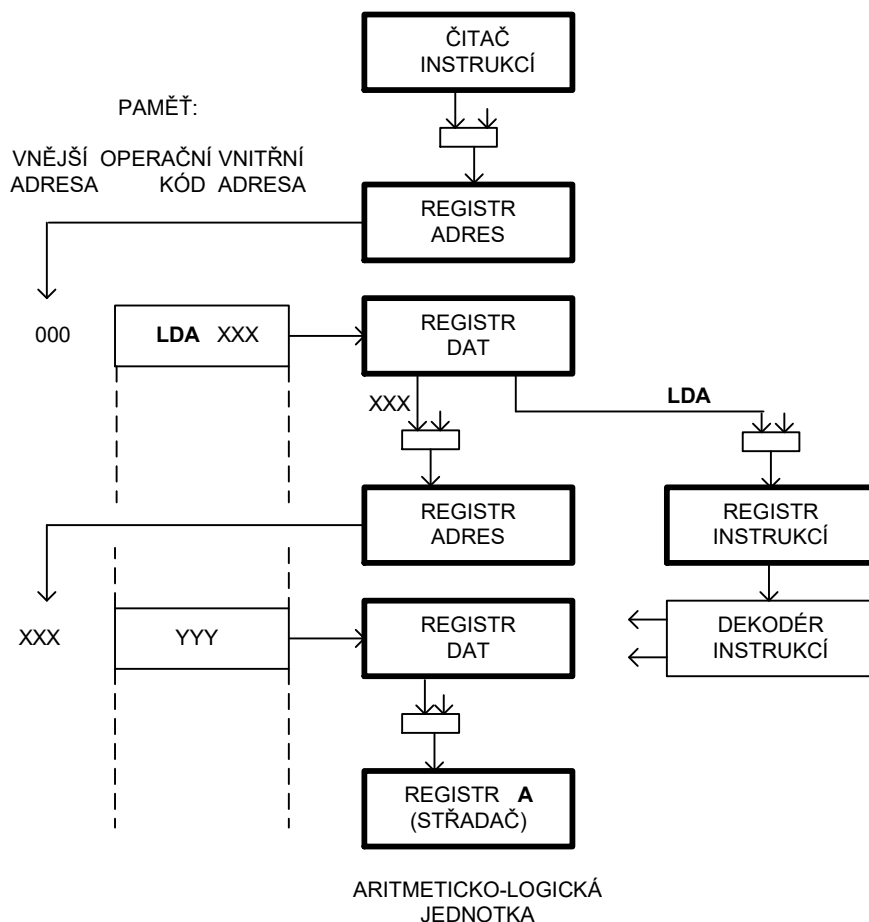 ČITAČ
INSTRUKCÍ
PAMĚŤ:
VNĚJŠÍ OPERAČNÍ VNITŘNÍ
ADRESA KÓD ADRESA
REGISTR
ADRES
000
LDA XXX
REGISTR
DAT
XXX
LDA
REGISTR
ADRES
REGISTR
INSTRUKCÍ
XXX
YYY
REGISTR
DAT
DEKODÉR
INSTRUKCÍ
REGISTR A
(STŘADAČ)
ARITMETICKO-LOGICKÁ
JEDNOTKA